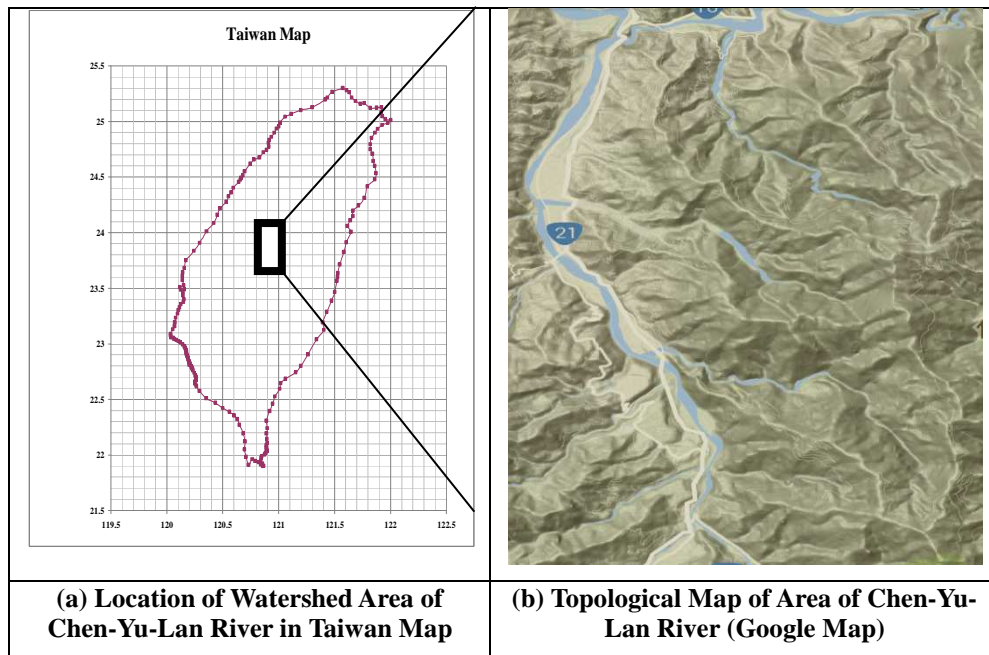 Taiwan Map
25.5
25
24.5
24
23.5
23
22.5
22
21.5
119.5 120 120.5 121 121.5 122 122.5
21
(a) Location of Watershed Area of
Chen-Yu-Lan River in Taiwan Map
(b) Topological Map of Area of Chen-Yu-
Lan River (Google Map)